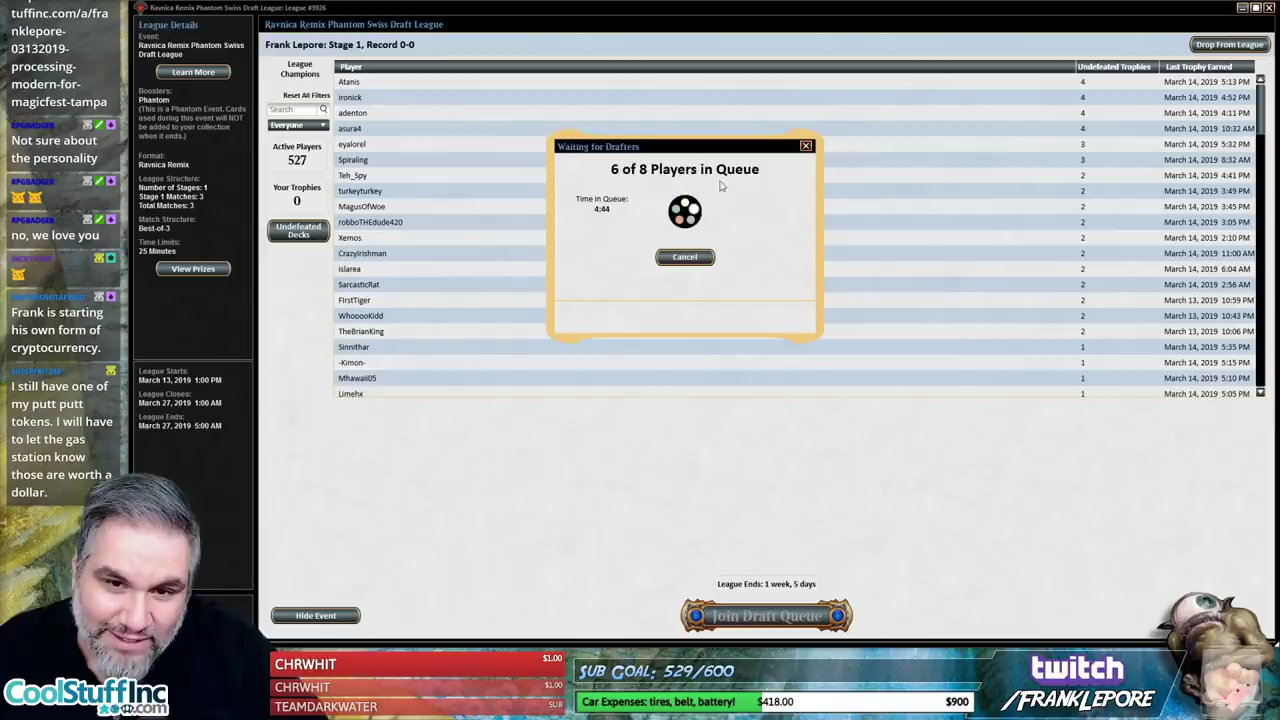 Ravnica Remix Phantom Swiss Draft League: League #3926
tuffinc.com/a/fra
nklepore-
03132019-
processing-
modern-for-
magicfest-tampa
RPGBADGER
Not sure about
the personality
RPGBADGER
RPGBADGER
no, we love you
Frank is starting
his own form of
cryptocurrency.
I still have one of
my putt putt
tokens. I will have
to let the gas
station know
those are worth a
dollar.
League Details
Event:
Ravnica Remix Phantom Swiss
Draft League
Learn More
Boosters:
Phantom
(This is a Phantom Event. Cards
used during this event will NOT
be added to your collection
when it ends.)
Format:
Ravnica Remix
League Structure:
Number of Stages: 1
Stage 1 Matches: 3
Total Matches: 3
Match Structure:
Best-of-3
Time Limits:
25 Minutes
View Prizes
League Starts:
March 13, 2019 1:00 PM
League Closes:
March 27, 2019 1:00 AM
League Ends:
March 27, 2019 5:00 AM
Ravnica Remix Phantom Swiss Draft League
Frank Lepore: Stage 1, Record 0-0
Drop From League
League
Champions
Reset All Filters
Search
Everyone
Active Players
527
Your Trophies
0
Undefeated
Decks
Player Undefeated Trophies Last Trophy Earned
Atanis 4 March 14, 2019 5:13 PM
ironick 4 March 14, 2019 4:52 PM
adenton 4 March 14, 2019 4:11 PM
asura4 4 March 14, 2019 10:32 AM
eyalorel 3 March 14, 2019 5:32 PM
Spiraling 3 March 14, 2019 8:32 AM
Teh_Spy 2 March 14, 2019 4:41 PM
turkeyturkey 2 March 14, 2019 3:49 PM
MagusOfWoe 2 March 14, 2019 3:45 PM
robboTHEdude420 2 March 14, 2019 3:05 PM
Xemos 2 March 14, 2019 2:10 PM
CrazyIrishman 2 March 14, 2019 11:00 AM
islarea 2 March 14, 2019 6:04 AM
SarcasticRat 2 March 14, 2019 2:56 AM
FirstTiger 2 March 13, 2019 10:59 PM
WhooooKidd 2 March 13, 2019 10:43 PM
TheBrianKing 2 March 13, 2019 10:06 PM
Sinnithar 1 March 14, 2019 5:35 PM
-Kimon- 1 March 14, 2019 5:15 PM
Mhawaii05 1 March 14, 2019 5:10 PM
Limehx 1 March 14, 2019 5:05 PM
Waiting for Drafters
6 of 8 Players in Queue
Time in Queue:
4:44
Cancel
League Ends: 1 week, 5 days
Hide Event
Join Draft Queue
CHRWHIT $1.00
CHRWHIT $1.00
TEAMDARKWATER SUB
SUB GOAL: 529/600
Car Expenses: tires, belt, battery! $418.00 $900
CoolStuffInc
.com
twitch
/FRANKLEPORE